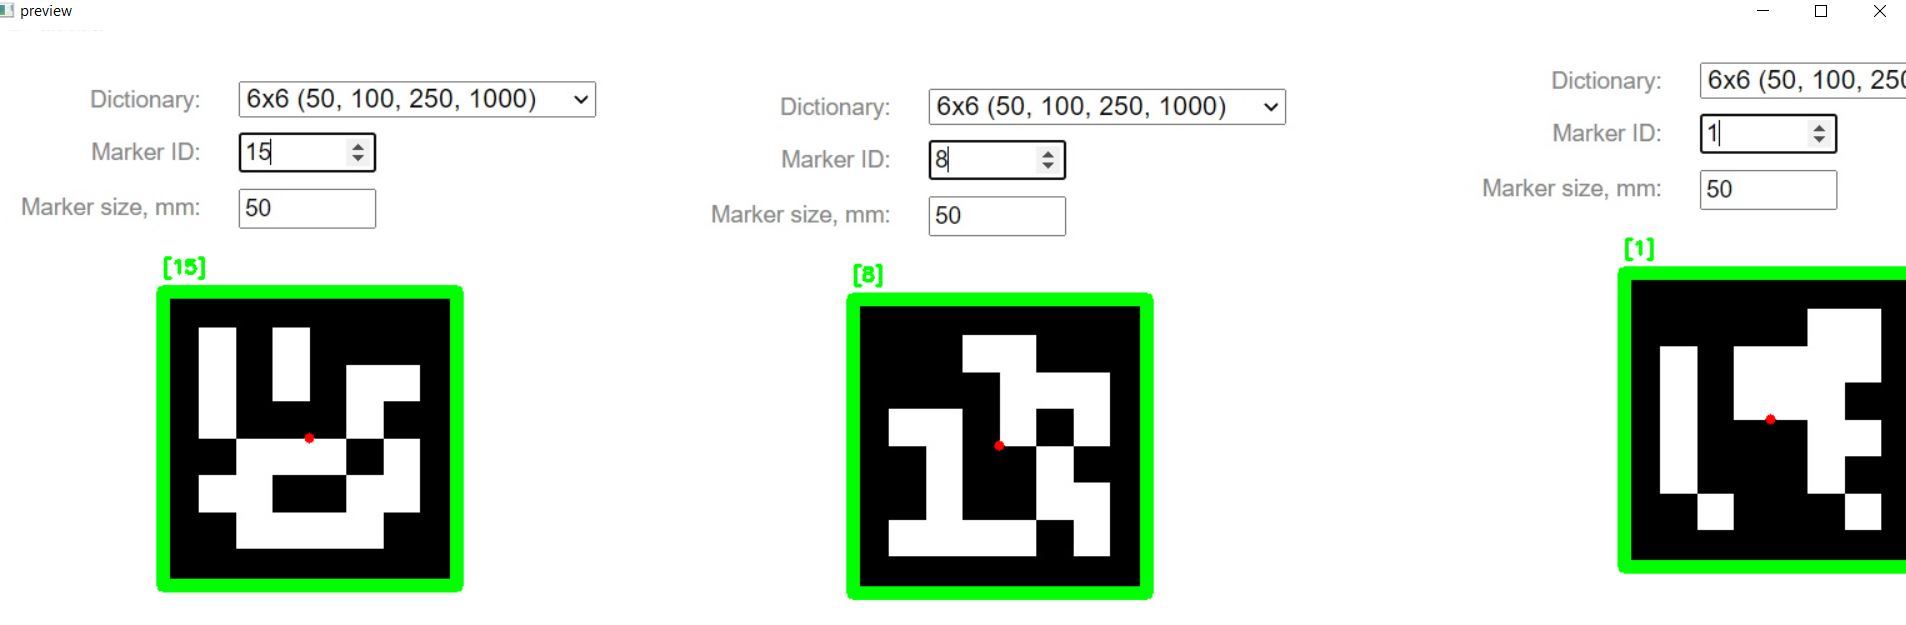 preview
Dictionary: 6x6 (50, 100, 250, 1000)
Marker ID: 15
Marker size, mm: 50
[15]
Dictionary: 6x6 (50, 100, 250, 1000)
Marker ID: 8
Marker size, mm: 50
[8]
Dictionary: 6x6 (50, 100, 250
Marker ID: 1
Marker size, mm: 50
[1]